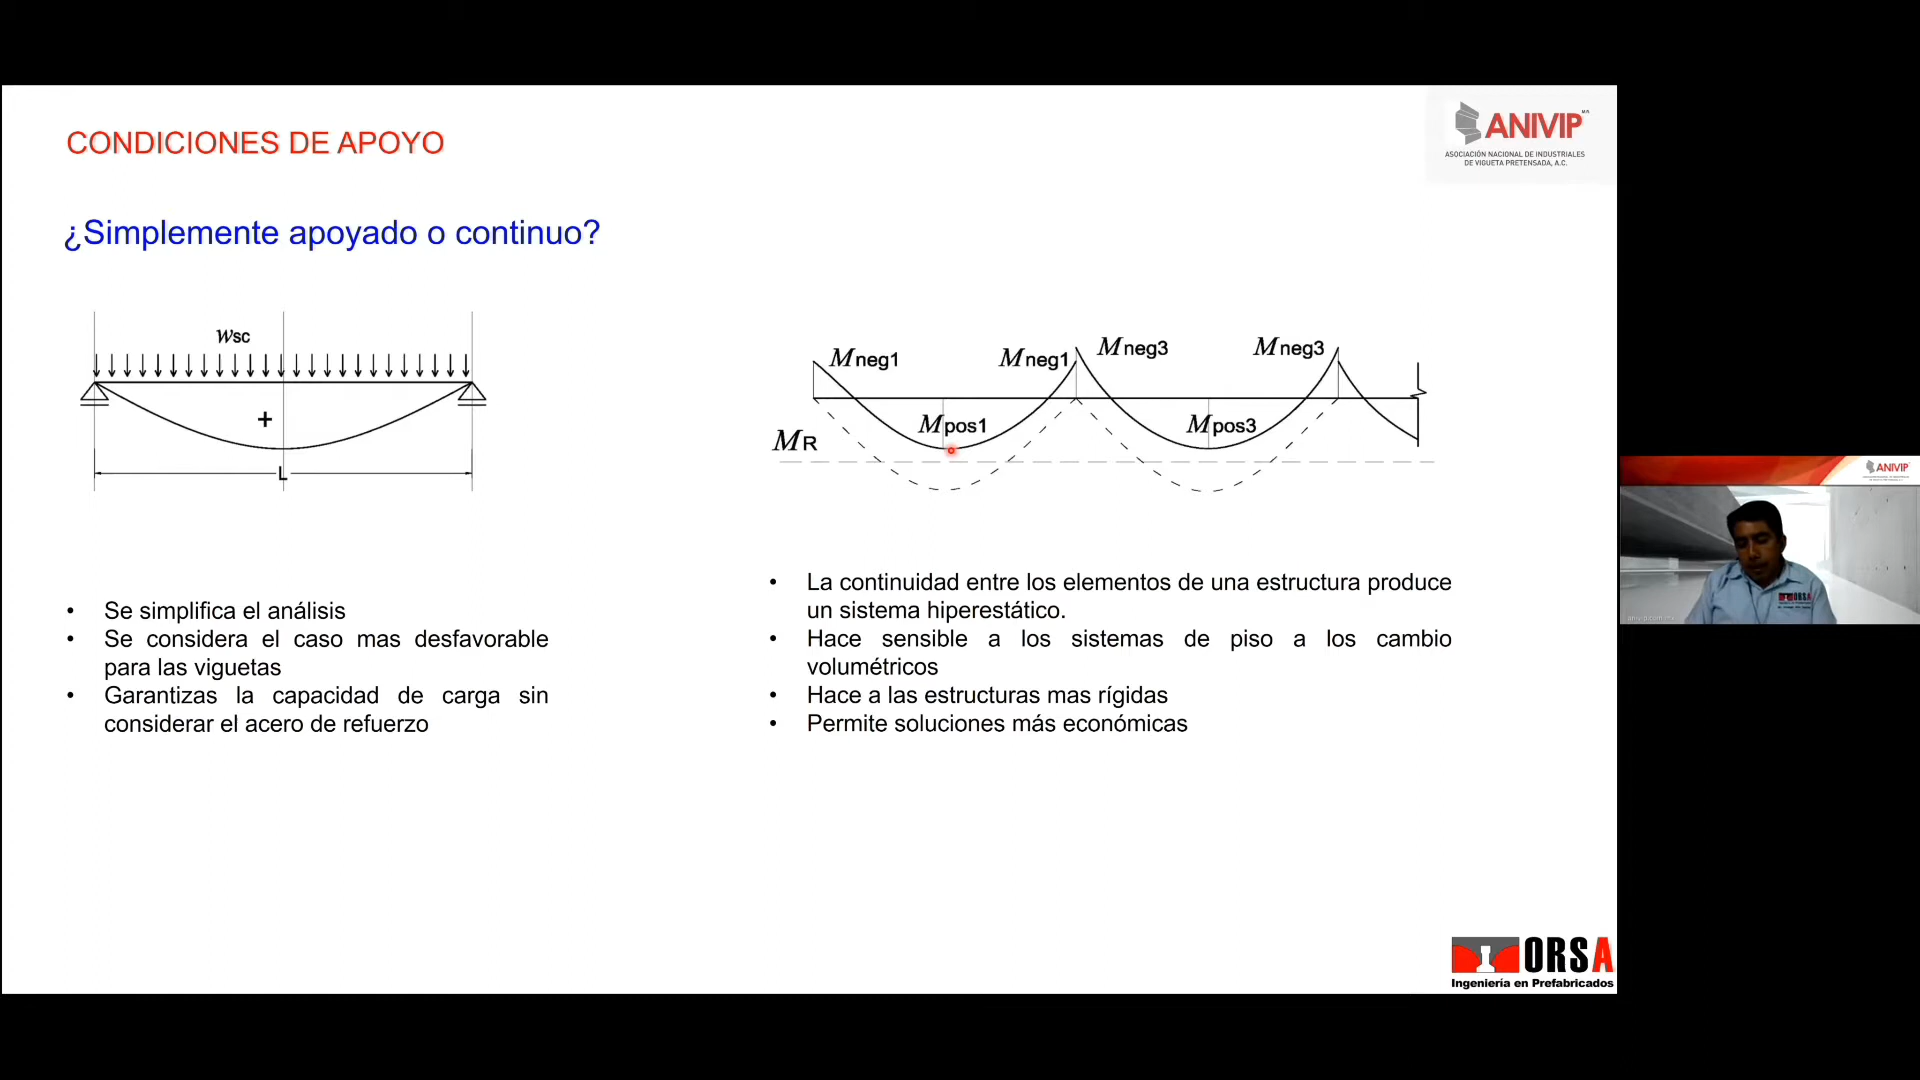 CONDICIONES DE APOYO
ANIVIP
ASOCIACIÓN NACIONAL DE INDUSTRIALES
DE VIGUETA PRETENSADA, A.C.
¿Simplemente apoyado o continuo?
wsc
+
L
Mneg1
Mneg1
Mneg3
Mneg3
Mpos1
Mpos3
MR
• Se simplifica el análisis
• Se considera el caso mas desfavorable
para las viguetas
• Garantizas la capacidad de carga sin
considerar el acero de refuerzo
• La continuidad entre los elementos de una estructura produce
un sistema hiperestático.
• Hace sensible a los sistemas de piso a los cambio
volumétricos
• Hace a las estructuras mas rígidas
• Permite soluciones más económicas
ORSA
Ingeniería en Prefabricados
ANIVIP
ORSA